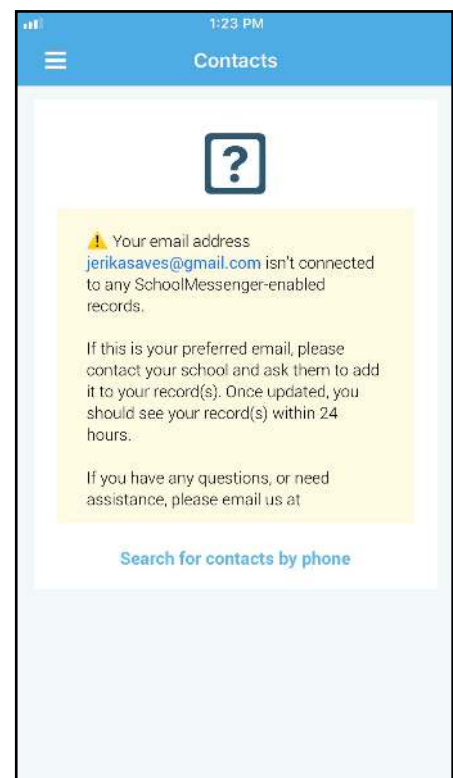 1:23 PM
Contacts
?
⚠ Your email address
jerikasaves@gmail.com isn't connected
to any SchoolMessenger-enabled
records.
If this is your preferred email, please
contact your school and ask them to add
it to your record(s). Once updated, you
should see your record(s) within 24
hours.
If you have any questions, or need
assistance, please email us at
Search for contacts by phone